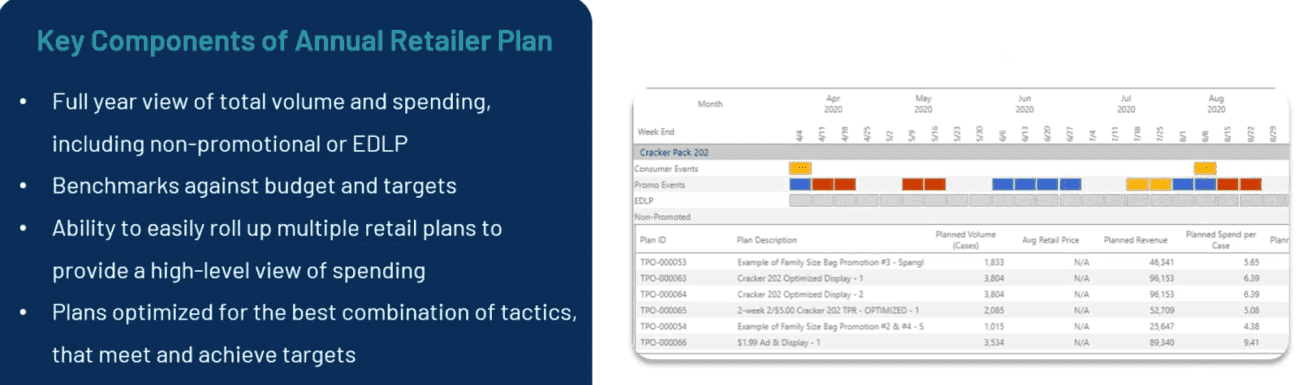 Key Components of Annual Retailer Plan
• Full year view of total volume and spending,
including non-promotional or EDLP
• Benchmarks against budget and targets
• Ability to easily roll up multiple retail plans to
provide a high-level view of spending
• Plans optimized for the best combination of tactics,
that meet and achieve targets
Month Apr May Jun Jul Aug
2020 2020 2020 2020 2020
Week End 4/4 4/11 4/18 4/25 5/2 5/9 5/16 5/23 5/30 6/6 6/13 6/20 6/27 7/4 7/11 7/18 7/25 8/1 8/8 8/15 8/22 8/29
Cracker Pack 202
Consumer Events
Promo Events
EDLP
Non-Promoted
Plan ID Plan Description Planned Volume (Cases) Avg Retail Price Planned Revenue Planned Spend per Case Planr
TPO-000053 Example of Family Size Bag Promotion #3 - Spangl 1,833 N/A 46,341 5.65
TPO-000063 Cracker 202 Optimized Display - 1 3,804 N/A 96,153 6.39
TPO-000064 Cracker 202 Optimized Display - 2 3,804 N/A 96,153 6.39
TPO-000065 2-week 2/$5.00 Cracker 202 TPR - OPTIMIZED - 1 2,085 N/A 52,709 5.08
TPO-000054 Example of Family Size Bag Promotion #2 & #4 - S 1,015 N/A 25,647 4.38
TPO-000066 $1.99 Ad & Display - 1 3,534 N/A 89,340 9.41